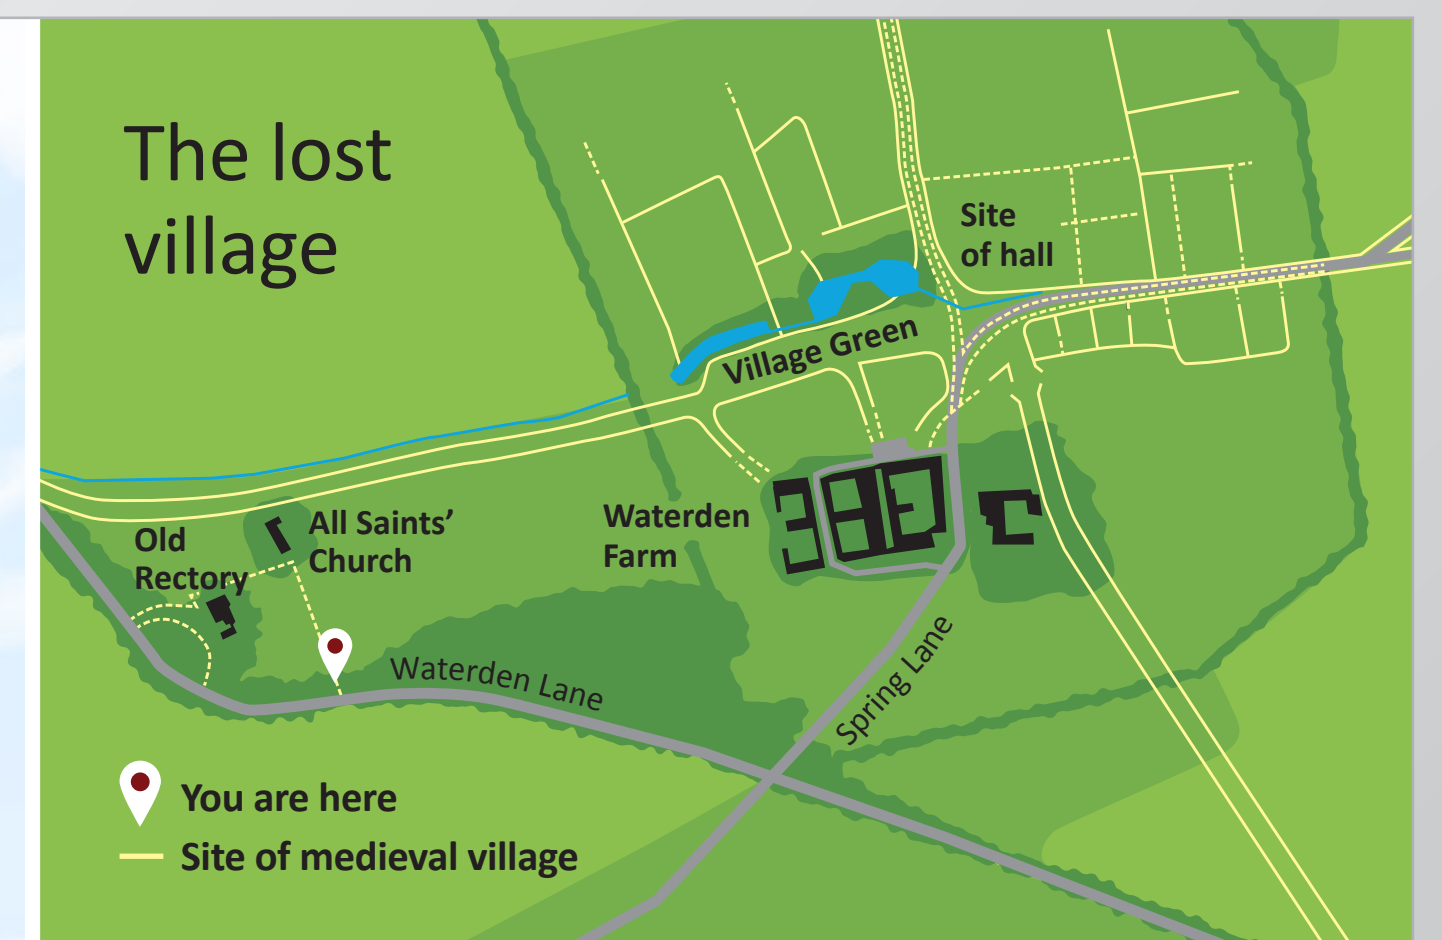 The lost
village
Site
of hall
Village Green
Waterden
Farm
All Saints’
Church
Old
Rectory
Waterden Lane
Spring Lane
You are here
Site of medieval village